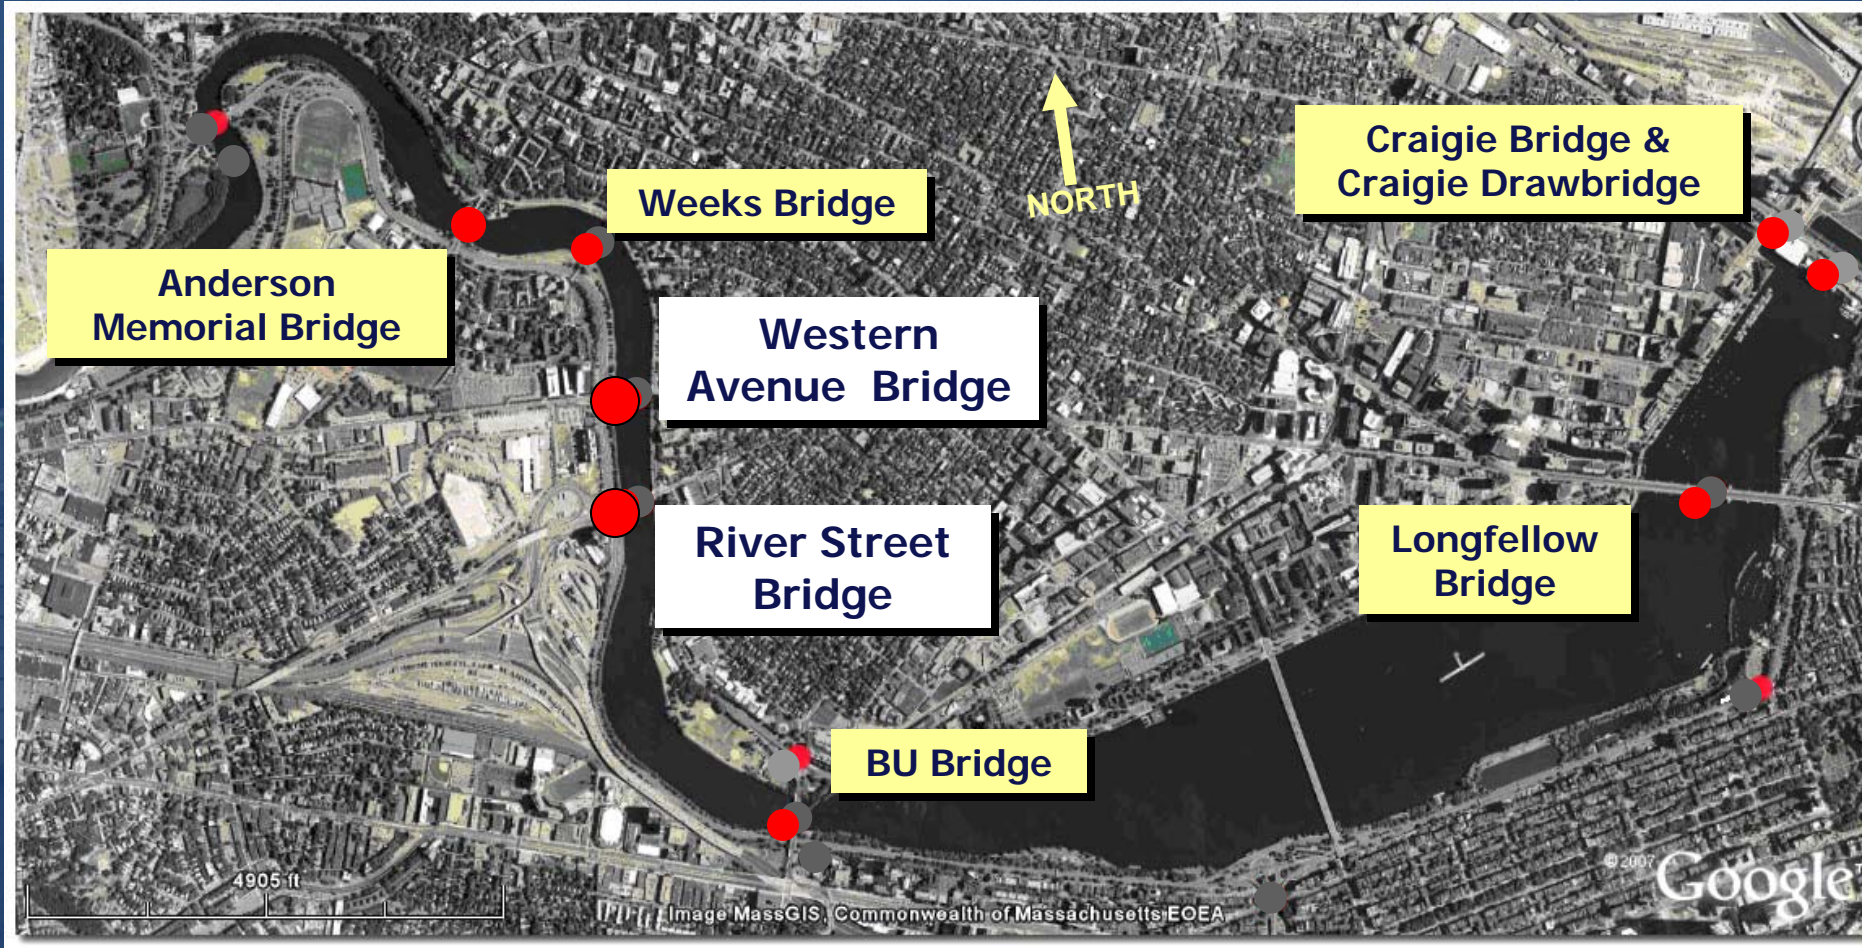 Craigie Bridge &
Craigie Drawbridge
Weeks Bridge
NORTH
Anderson
Memorial Bridge
Western
Avenue Bridge
River Street
Bridge
Longfellow
Bridge
BU Bridge
4905 ft
Image MassGIS, Commonwealth of Massachusetts EOEA
©2007 Google™